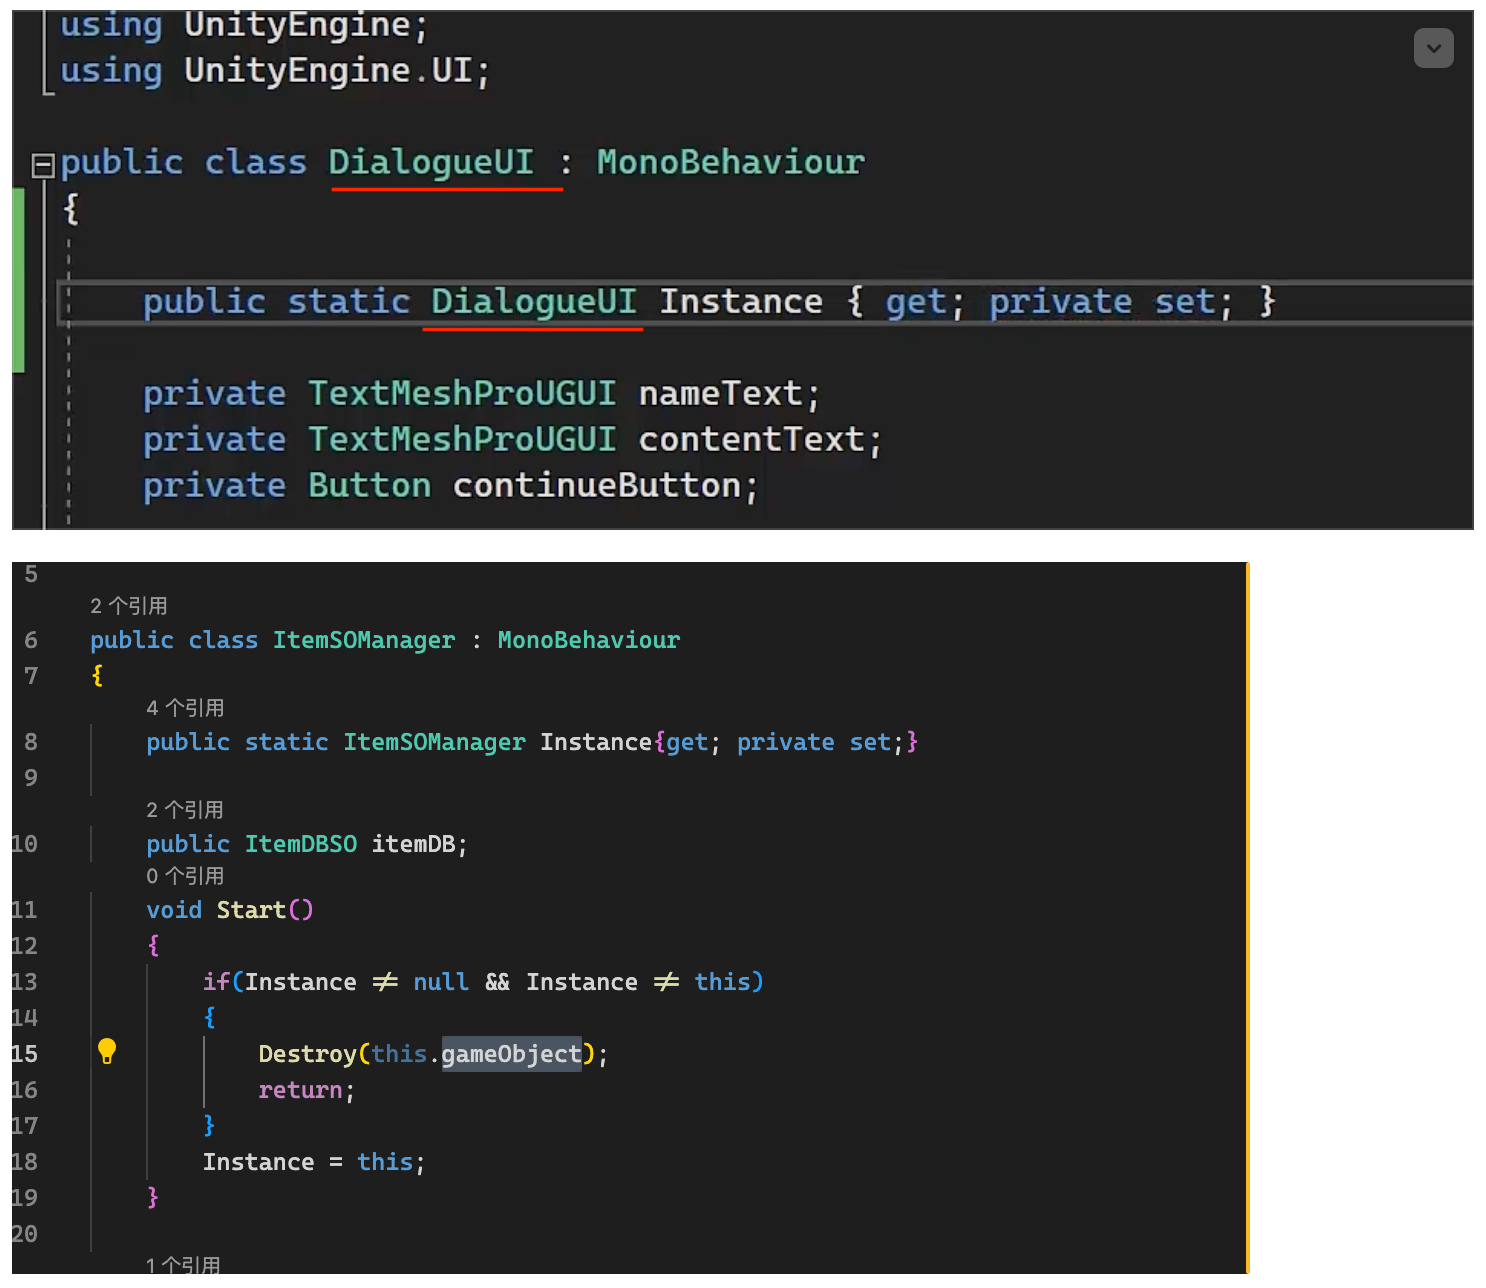 using UnityEngine;
using UnityEngine.UI;
public class DialogueUI : MonoBehaviour
{
public static DialogueUI Instance { get; private set; }
private TextMeshProUGUI nameText;
private TextMeshProUGUI contentText;
private Button continueButton;
5
2 个引用
6 public class ItemSOManager : MonoBehaviour
7 {
4 个引用
8 public static ItemSOManager Instance{get; private set;}
9
2 个引用
10 public ItemDBSO itemDB;
0 个引用
11 void Start()
12 {
13 if(Instance != null && Instance != this)
14 {
15 Destroy(this.gameObject);
16 return;
17 }
18 Instance = this;
19 }
20
1 个引用